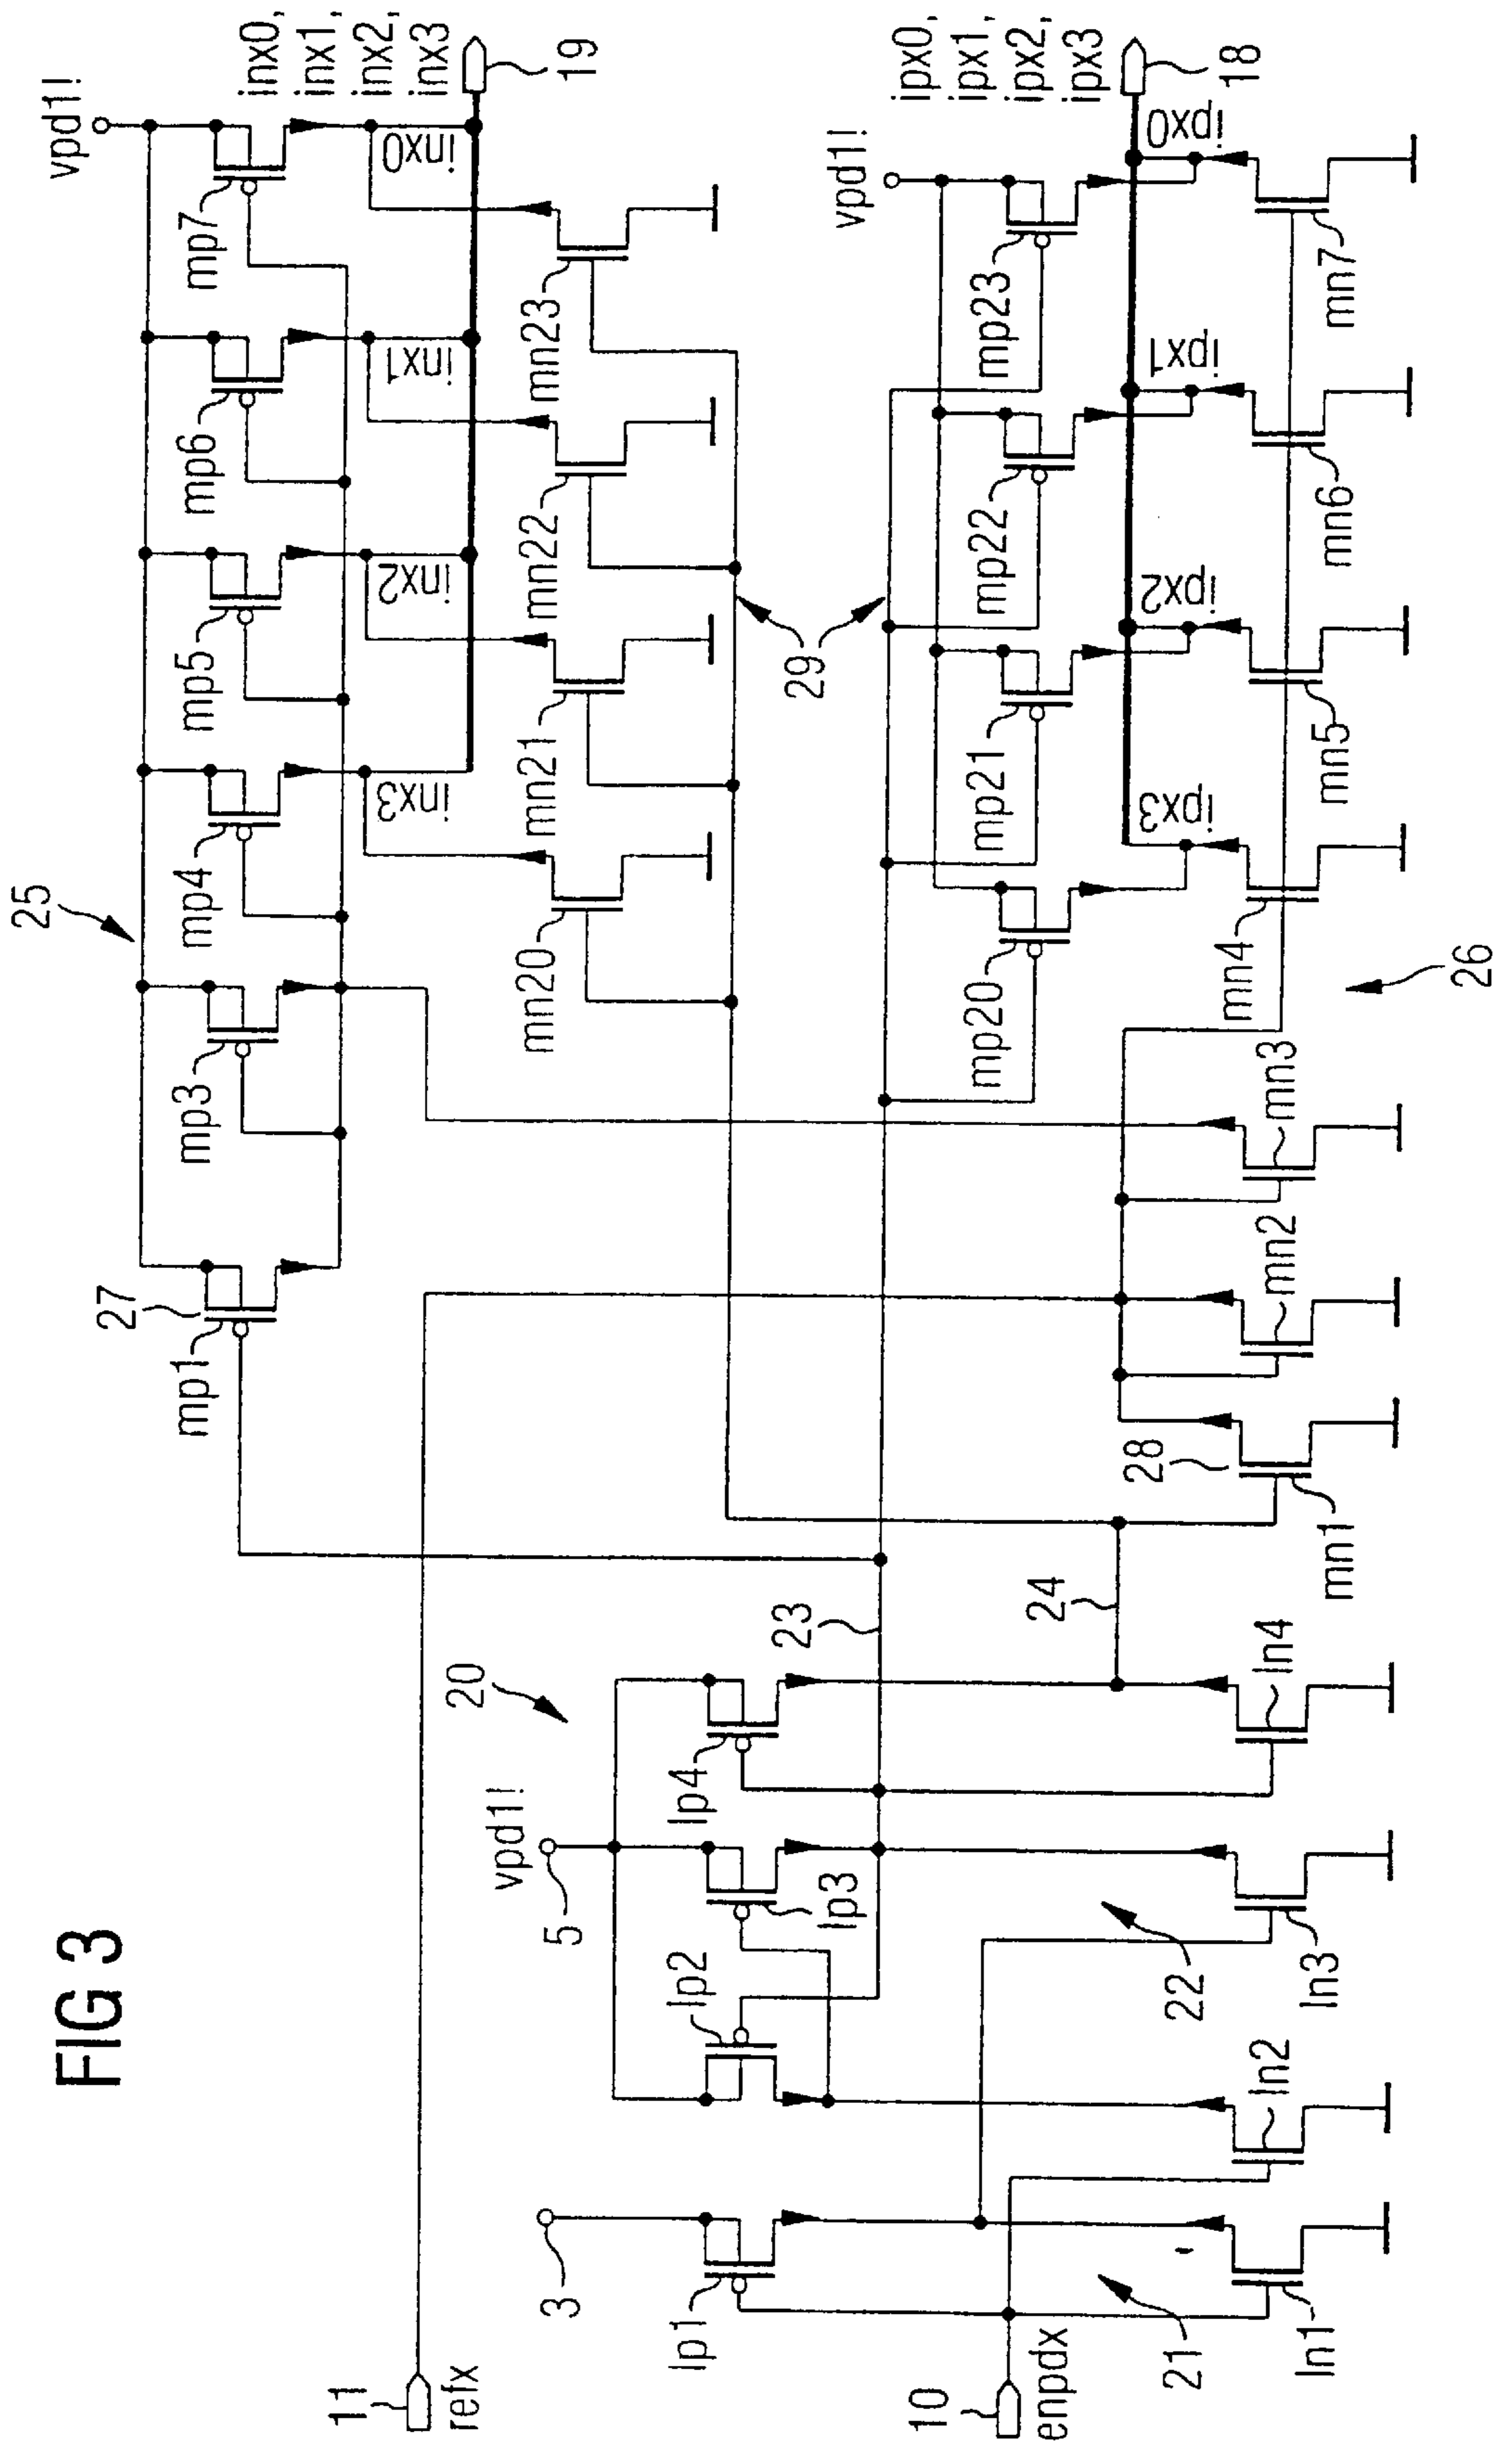 FIG 3
11
refx
10
enpdx
3
lp1
21
ln1
ln2
lp2
5
vpd1!
lp3
22
ln3
20
lp4
23
24
ln4
mp1
27
28
mn1
mn2
mn3
25
mp3
mp4
mp5
mp6
mp7
vpd1!
inx0,
inx1,
inx2,
inx3
19
inx3
inx2
inx1
inx0
mn20
mn21
mn22
mn23
29
mp20
mp21
mp22
mp23
vpd1!
ipx0,
ipx1,
ipx2,
ipx3
18
ipx3
ipx2
ipx1
ipx0
mn4
mn5
mn6
mn7
26